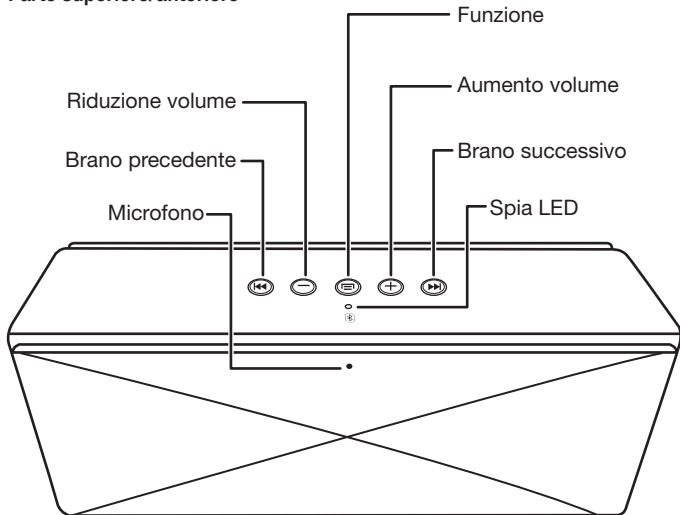 Parte superiore/anteriore
Funzione
Riduzione volume
Aumento volume
Brano precedente
Brano successivo
Microfono
Spia LED